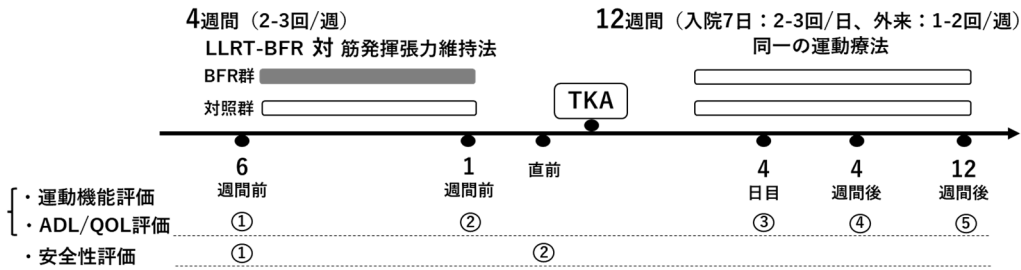 4週間（2-3回/週）
12週間（入院7日：2-3回/日、外来：1-2回/週）
LLRT-BFR 対 筋発揮張力維持法
同一の運動療法
BFR群
対照群
TKA
6
週間前
1
週間前
直前
4
日目
4
週間後
12
週間後
・運動機能評価
・ADL/QOL評価
① ② ③ ④ ⑤
・安全性評価
① ②